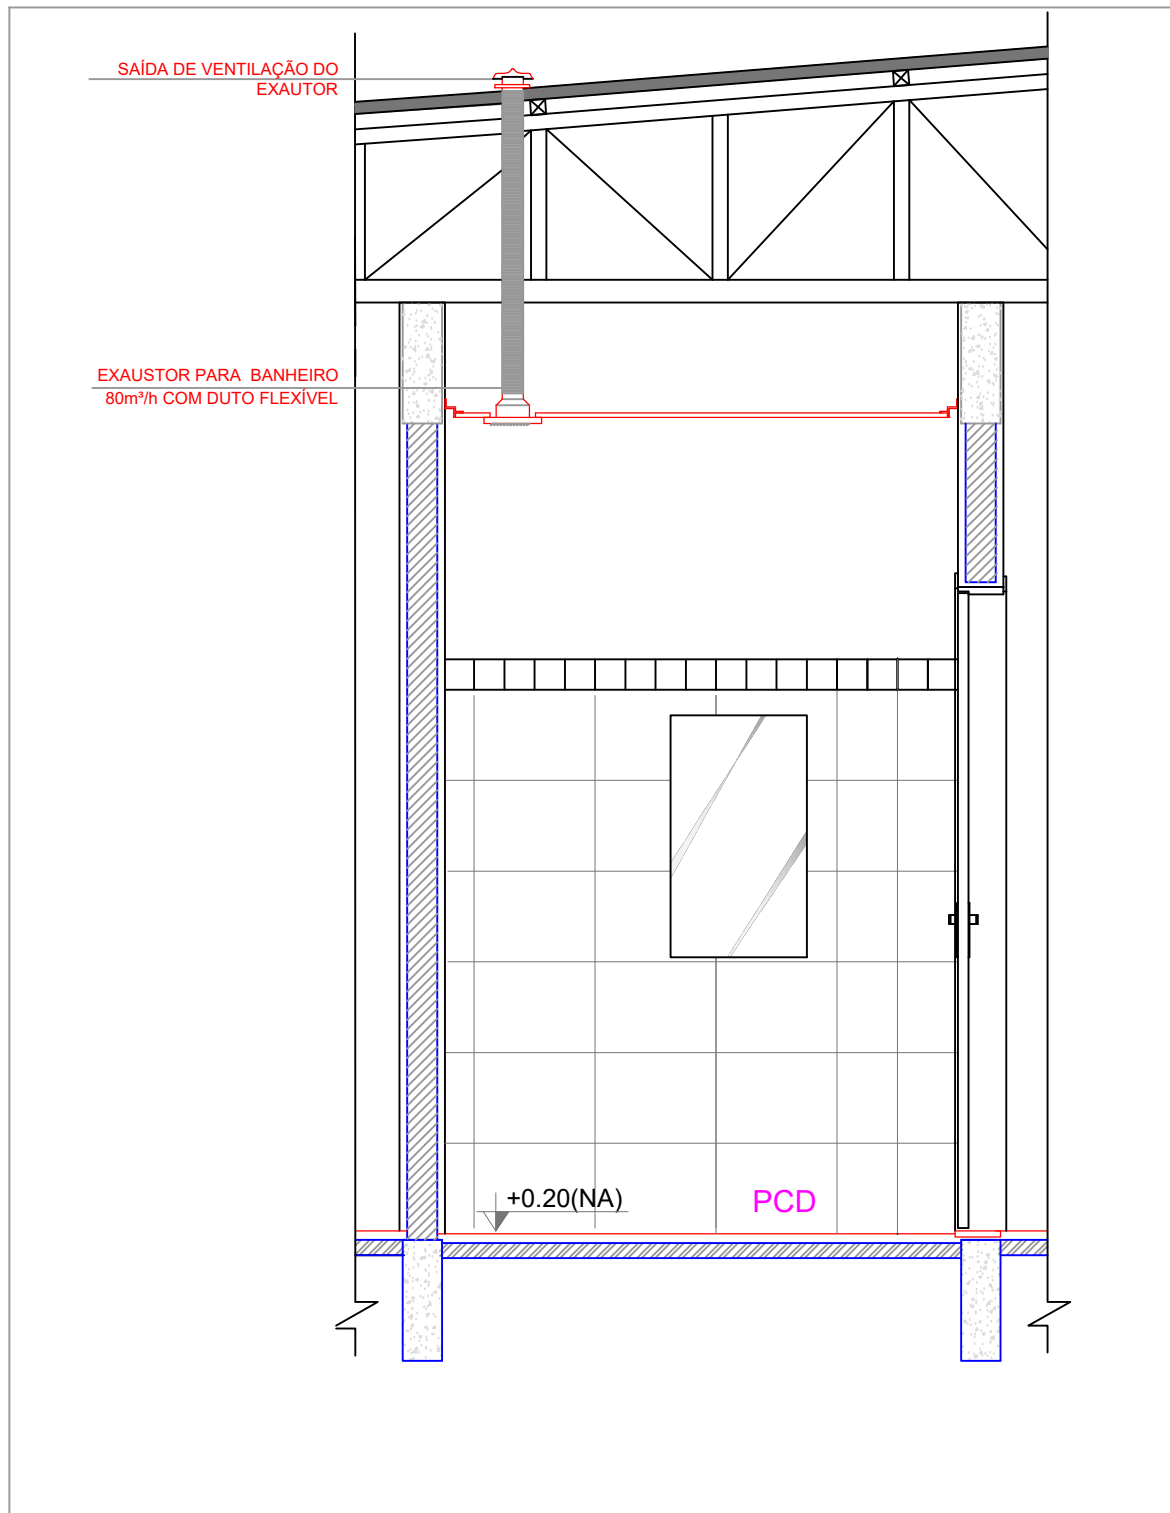 SAÍDA DE VENTILAÇÃO DO
EXAUTOR
EXAUSTOR PARA BANHEIRO
80m³/h COM DUTO FLEXÍVEL
+0.20(NA)
PCD